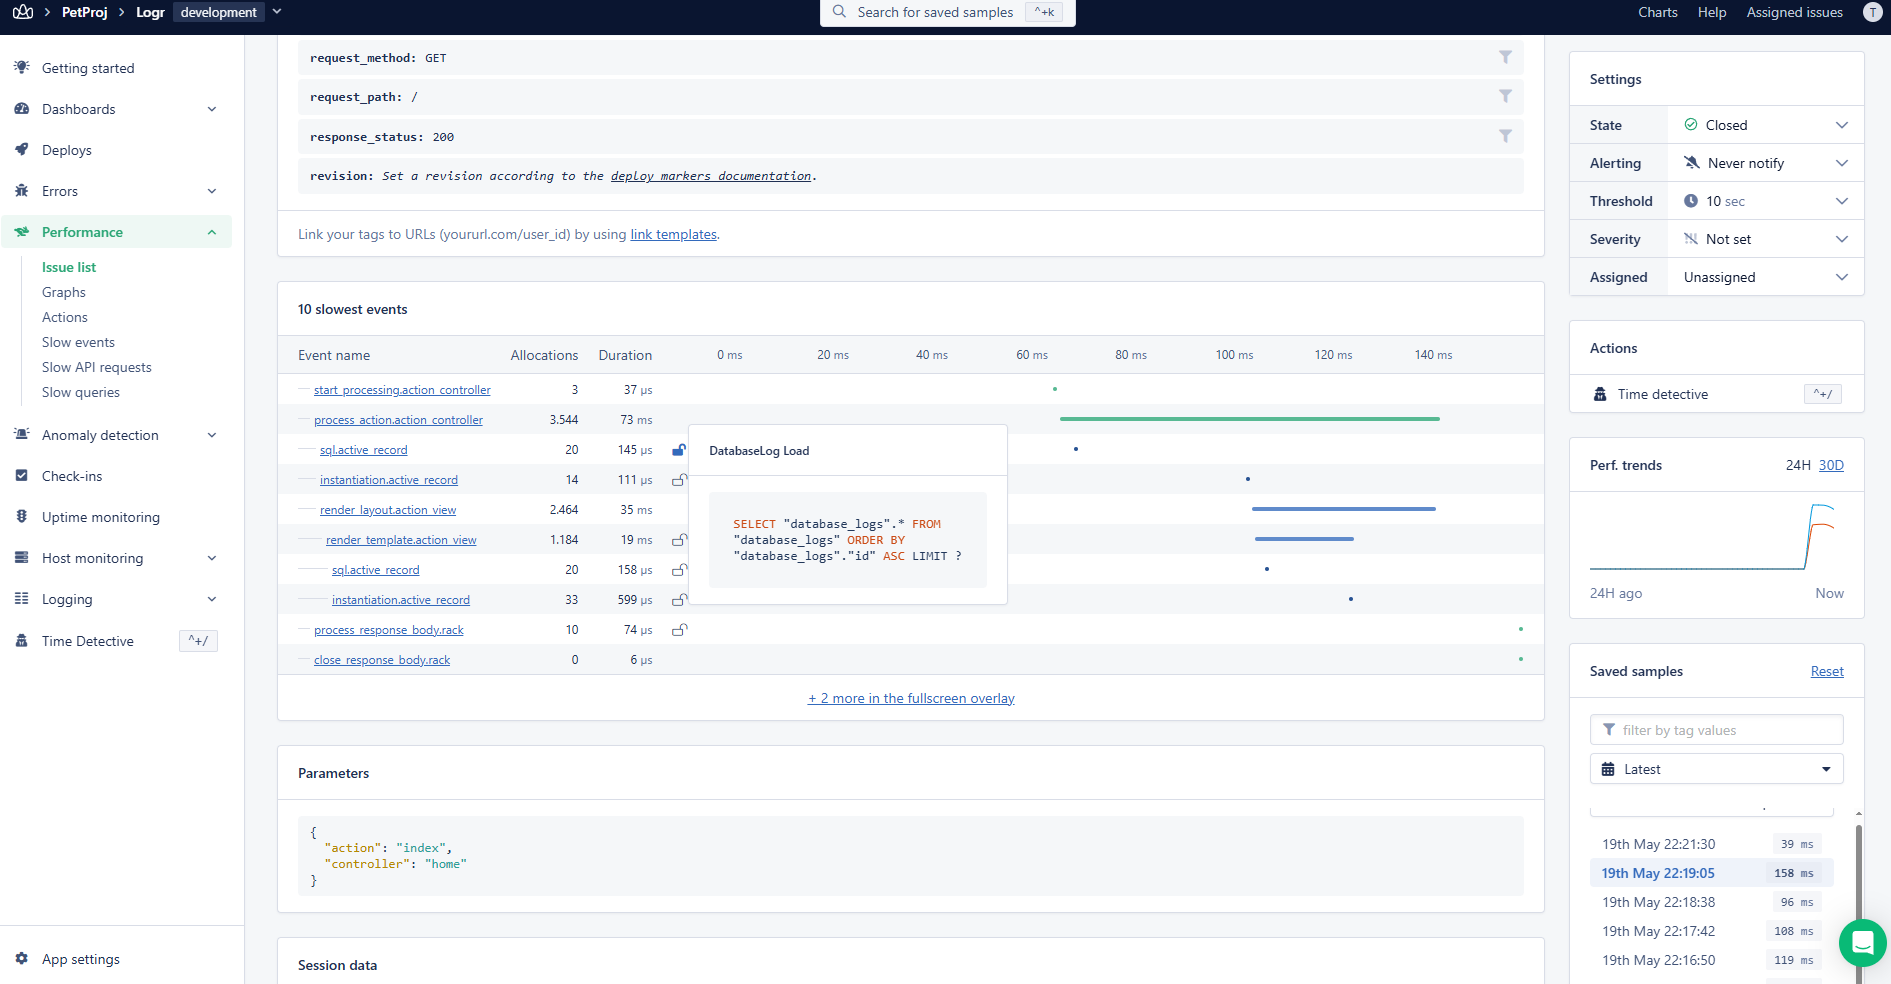 PetProj
Logr
development
Search for saved samples
^+k
Charts
Help
Assigned issues
T
Getting started
Dashboards
Deploys
Errors
Performance
Issue list
Graphs
Actions
Slow events
Slow API requests
Slow queries
Anomaly detection
Check-ins
Uptime monitoring
Host monitoring
Logging
Time Detective
^+/
App settings
request_method: GET
request_path: /
response_status: 200
revision: Set a revision according to the deploy markers documentation.
Link your tags to URLs (yoururl.com/user_id) by using link templates.
10 slowest events
Event name Allocations Duration 0 ms 20 ms 40 ms 60 ms 80 ms 100 ms 120 ms 140 ms
start_processing.action_controller 3 37 µs
process_action.action_controller 3.544 73 ms
sql.active_record 20 145 µs
instantiation.active_record 14 111 µs
render_layout.action_view 2.464 35 ms
render_template.action_view 1.184 19 ms
sql.active_record 20 158 µs
instantiation.active_record 33 599 µs
process_response_body.rack 10 74 µs
close_response_body.rack 0 6 µs
DatabaseLog Load
SELECT "database_logs".* FROM
"database_logs" ORDER BY
"database_logs"."id" ASC LIMIT ?
+ 2 more in the fullscreen overlay
Parameters
{
"action": "index",
"controller": "home"
}
Session data
Settings
State Closed
Alerting Never notify
Threshold 10 sec
Severity Not set
Assigned Unassigned
Actions
Time detective ^+/
Perf. trends 24H 30D
24H ago Now
Saved samples Reset
filter by tag values
Latest
19th May 22:21:30 39 ms
19th May 22:19:05 158 ms
19th May 22:18:38 96 ms
19th May 22:17:42 108 ms
19th May 22:16:50 119 ms